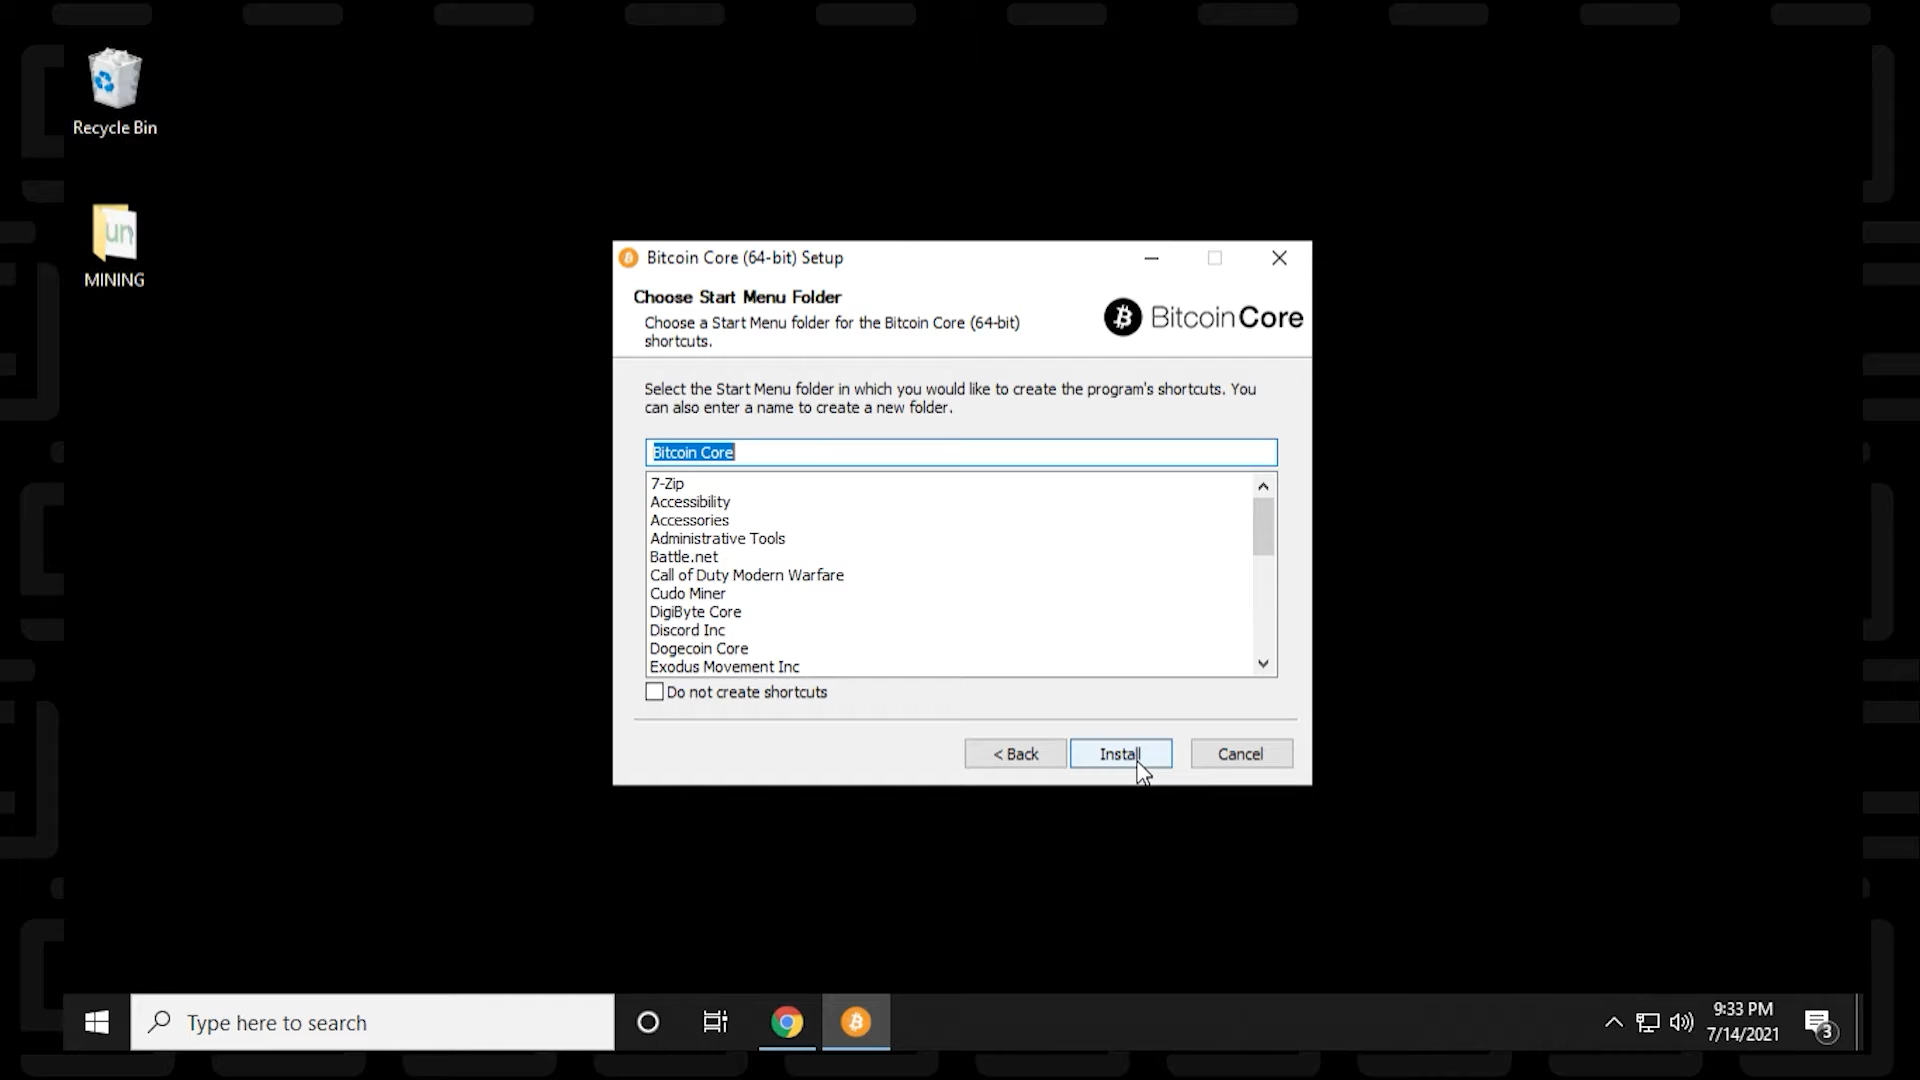 Recycle Bin
un
MINING
Bitcoin Core (64-bit) Setup
Choose Start Menu Folder
Choose a Start Menu folder for the Bitcoin Core (64-bit)
shortcuts.
BitcoinCore
Select the Start Menu folder in which you would like to create the program's shortcuts. You
can also enter a name to create a new folder.
Bitcoin Core
7-Zip
Accessibility
Accessories
Administrative Tools
Battle.net
Call of Duty Modern Warfare
Cudo Miner
DigiByte Core
Discord Inc
Dogecoin Core
Exodus Movement Inc
Do not create shortcuts
< Back
Install
Cancel
Type here to search
9:33 PM
7/14/2021
3